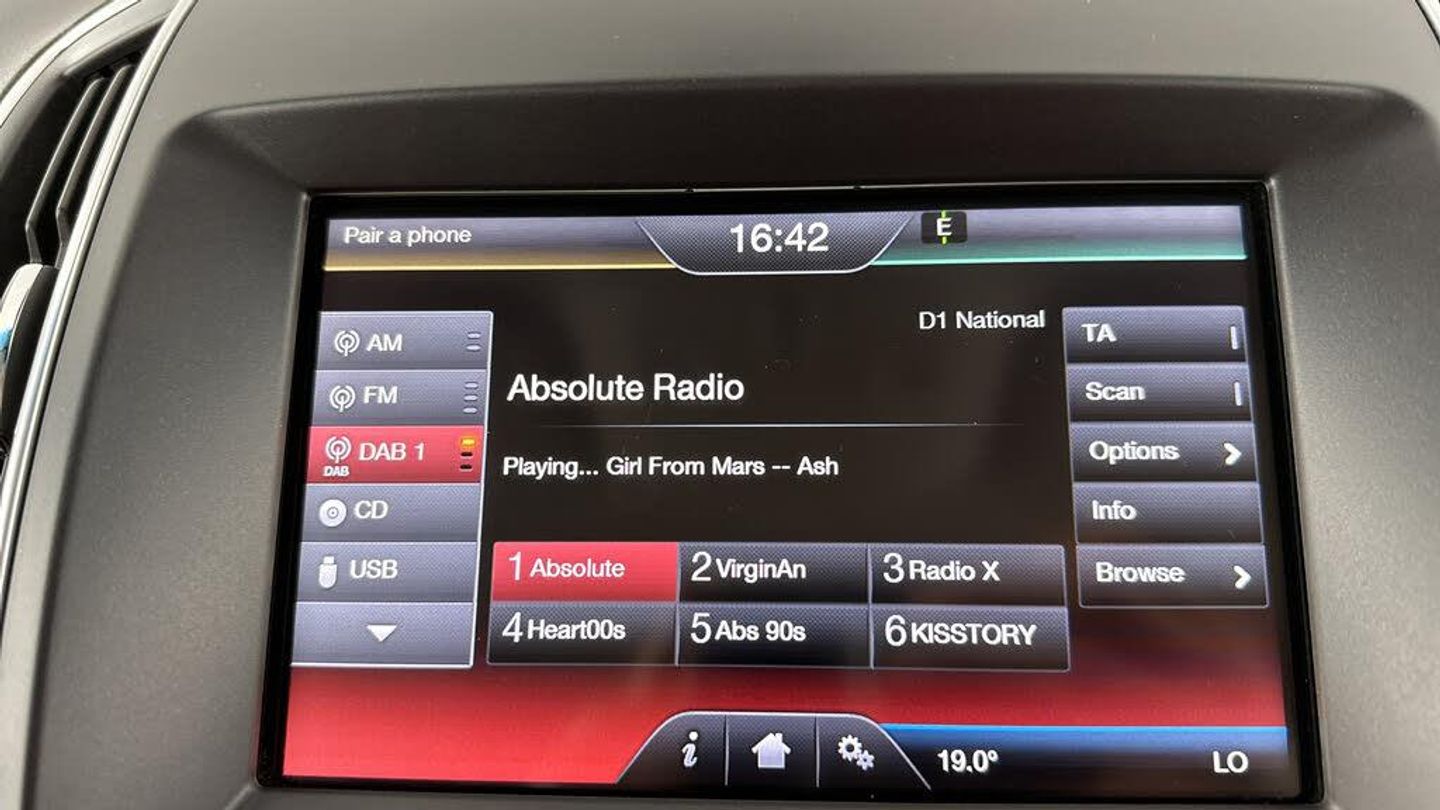 Pair a phone
16:42
E
D1 National
AM
FM
DAB
DAB 1
CD
USB
Absolute Radio
Playing... Girl From Mars -- Ash
1 Absolute
2 VirginAn
3 Radio X
4 Heart00s
5 Abs 90s
6 KISSTORY
TA
Scan
Options
Info
Browse
i
19.0°
LO